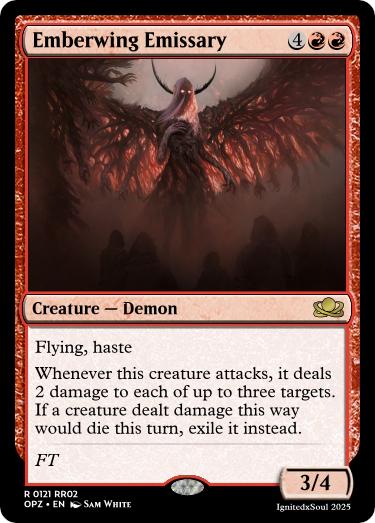 Emberwing Emissary 4
Creature — Demon
Flying, haste
Whenever this creature attacks, it deals
2 damage to each of up to three targets.
If a creature dealt damage this way
would die this turn, exile it instead.
FT
3/4
R 0121 RR02
OPZ • EN Sam White
IgnitedxSoul 2025